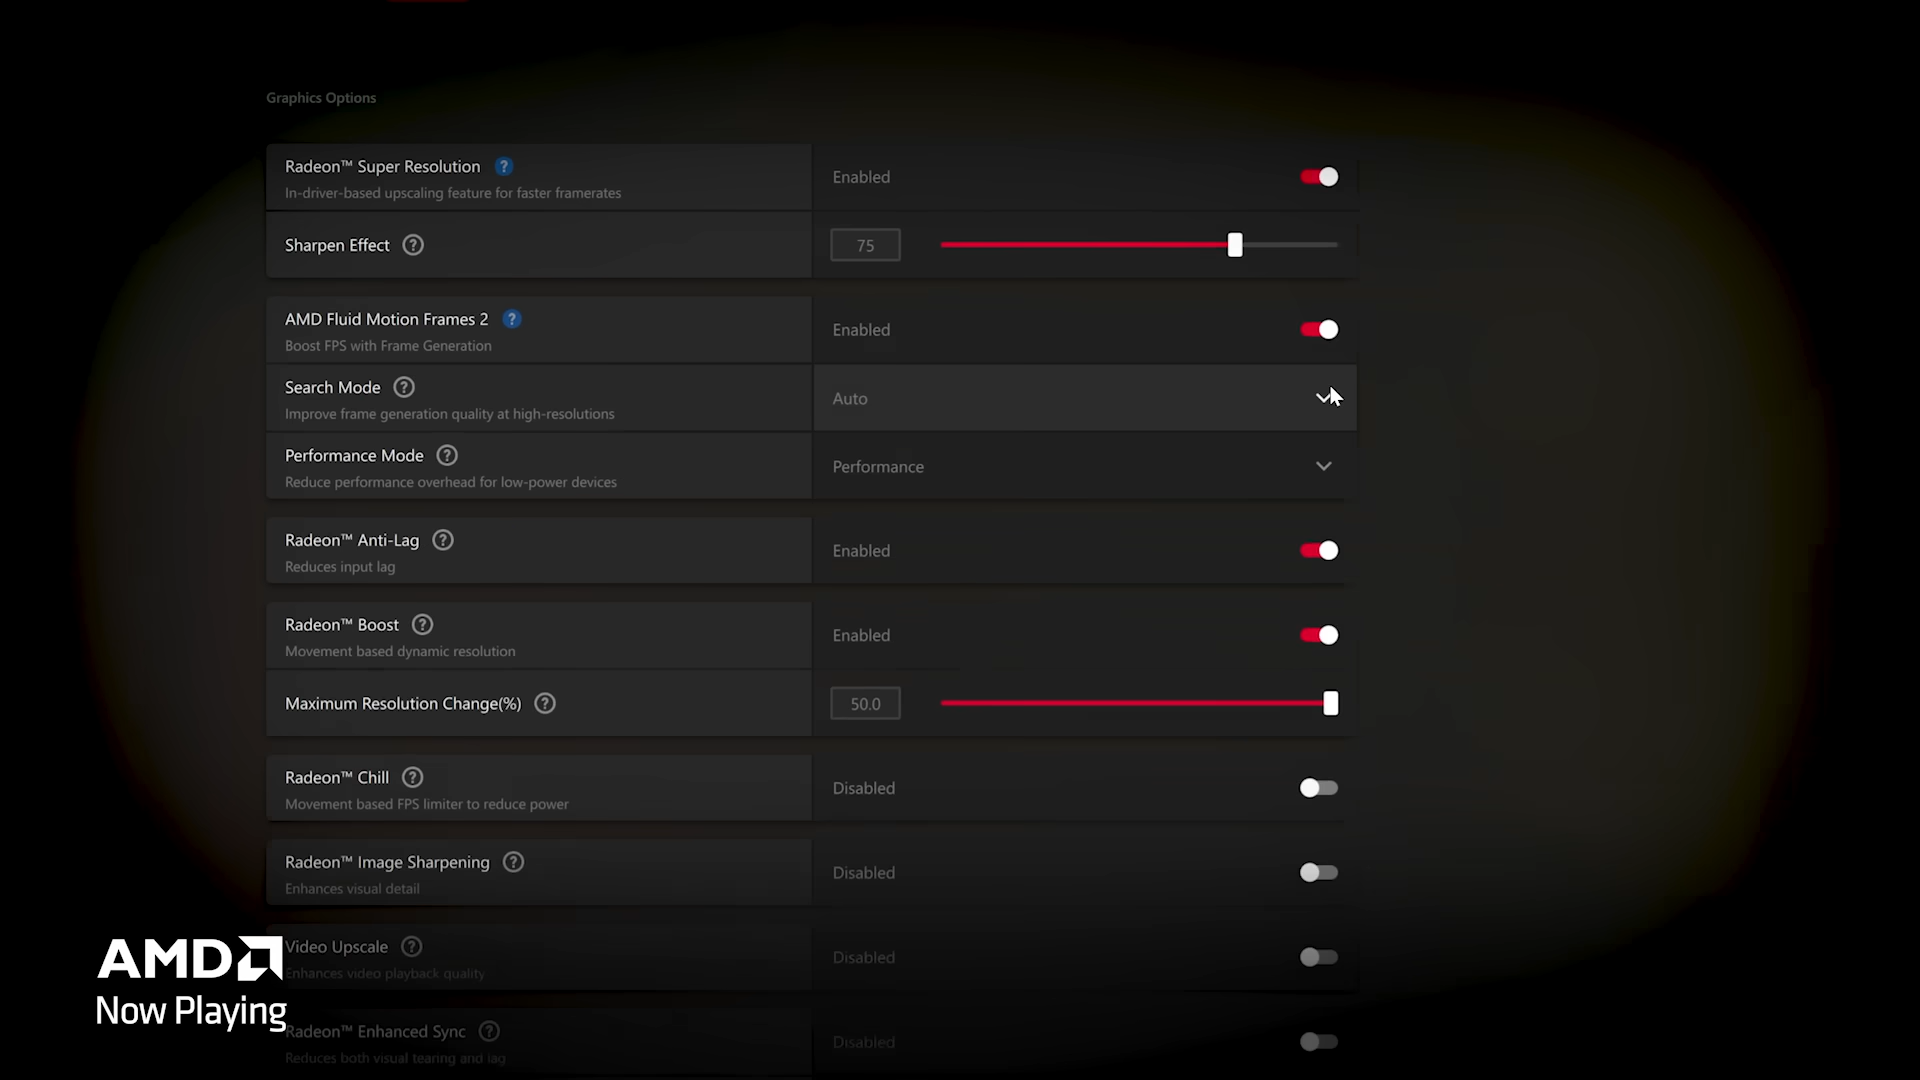 Graphics Options
Radeon™ Super Resolution ?
In-driver-based upscaling feature for faster framerates
Enabled
Sharpen Effect ?
75
AMD Fluid Motion Frames 2 ?
Boost FPS with Frame Generation
Enabled
Search Mode ?
Improve frame generation quality at high-resolutions
Auto
Performance Mode ?
Reduce performance overhead for low-power devices
Performance
Radeon™ Anti-Lag ?
Reduces input lag
Enabled
Radeon™ Boost ?
Movement based dynamic resolution
Enabled
Maximum Resolution Change(%) ?
50.0
Radeon™ Chill ?
Movement based FPS limiter to reduce power
Disabled
Radeon™ Image Sharpening ?
Enhances visual detail
Disabled
Video Upscale ?
Enhances video playback quality
Disabled
Radeon™ Enhanced Sync ?
Reduces both visual tearing and lag
Disabled
AMD
Now Playing